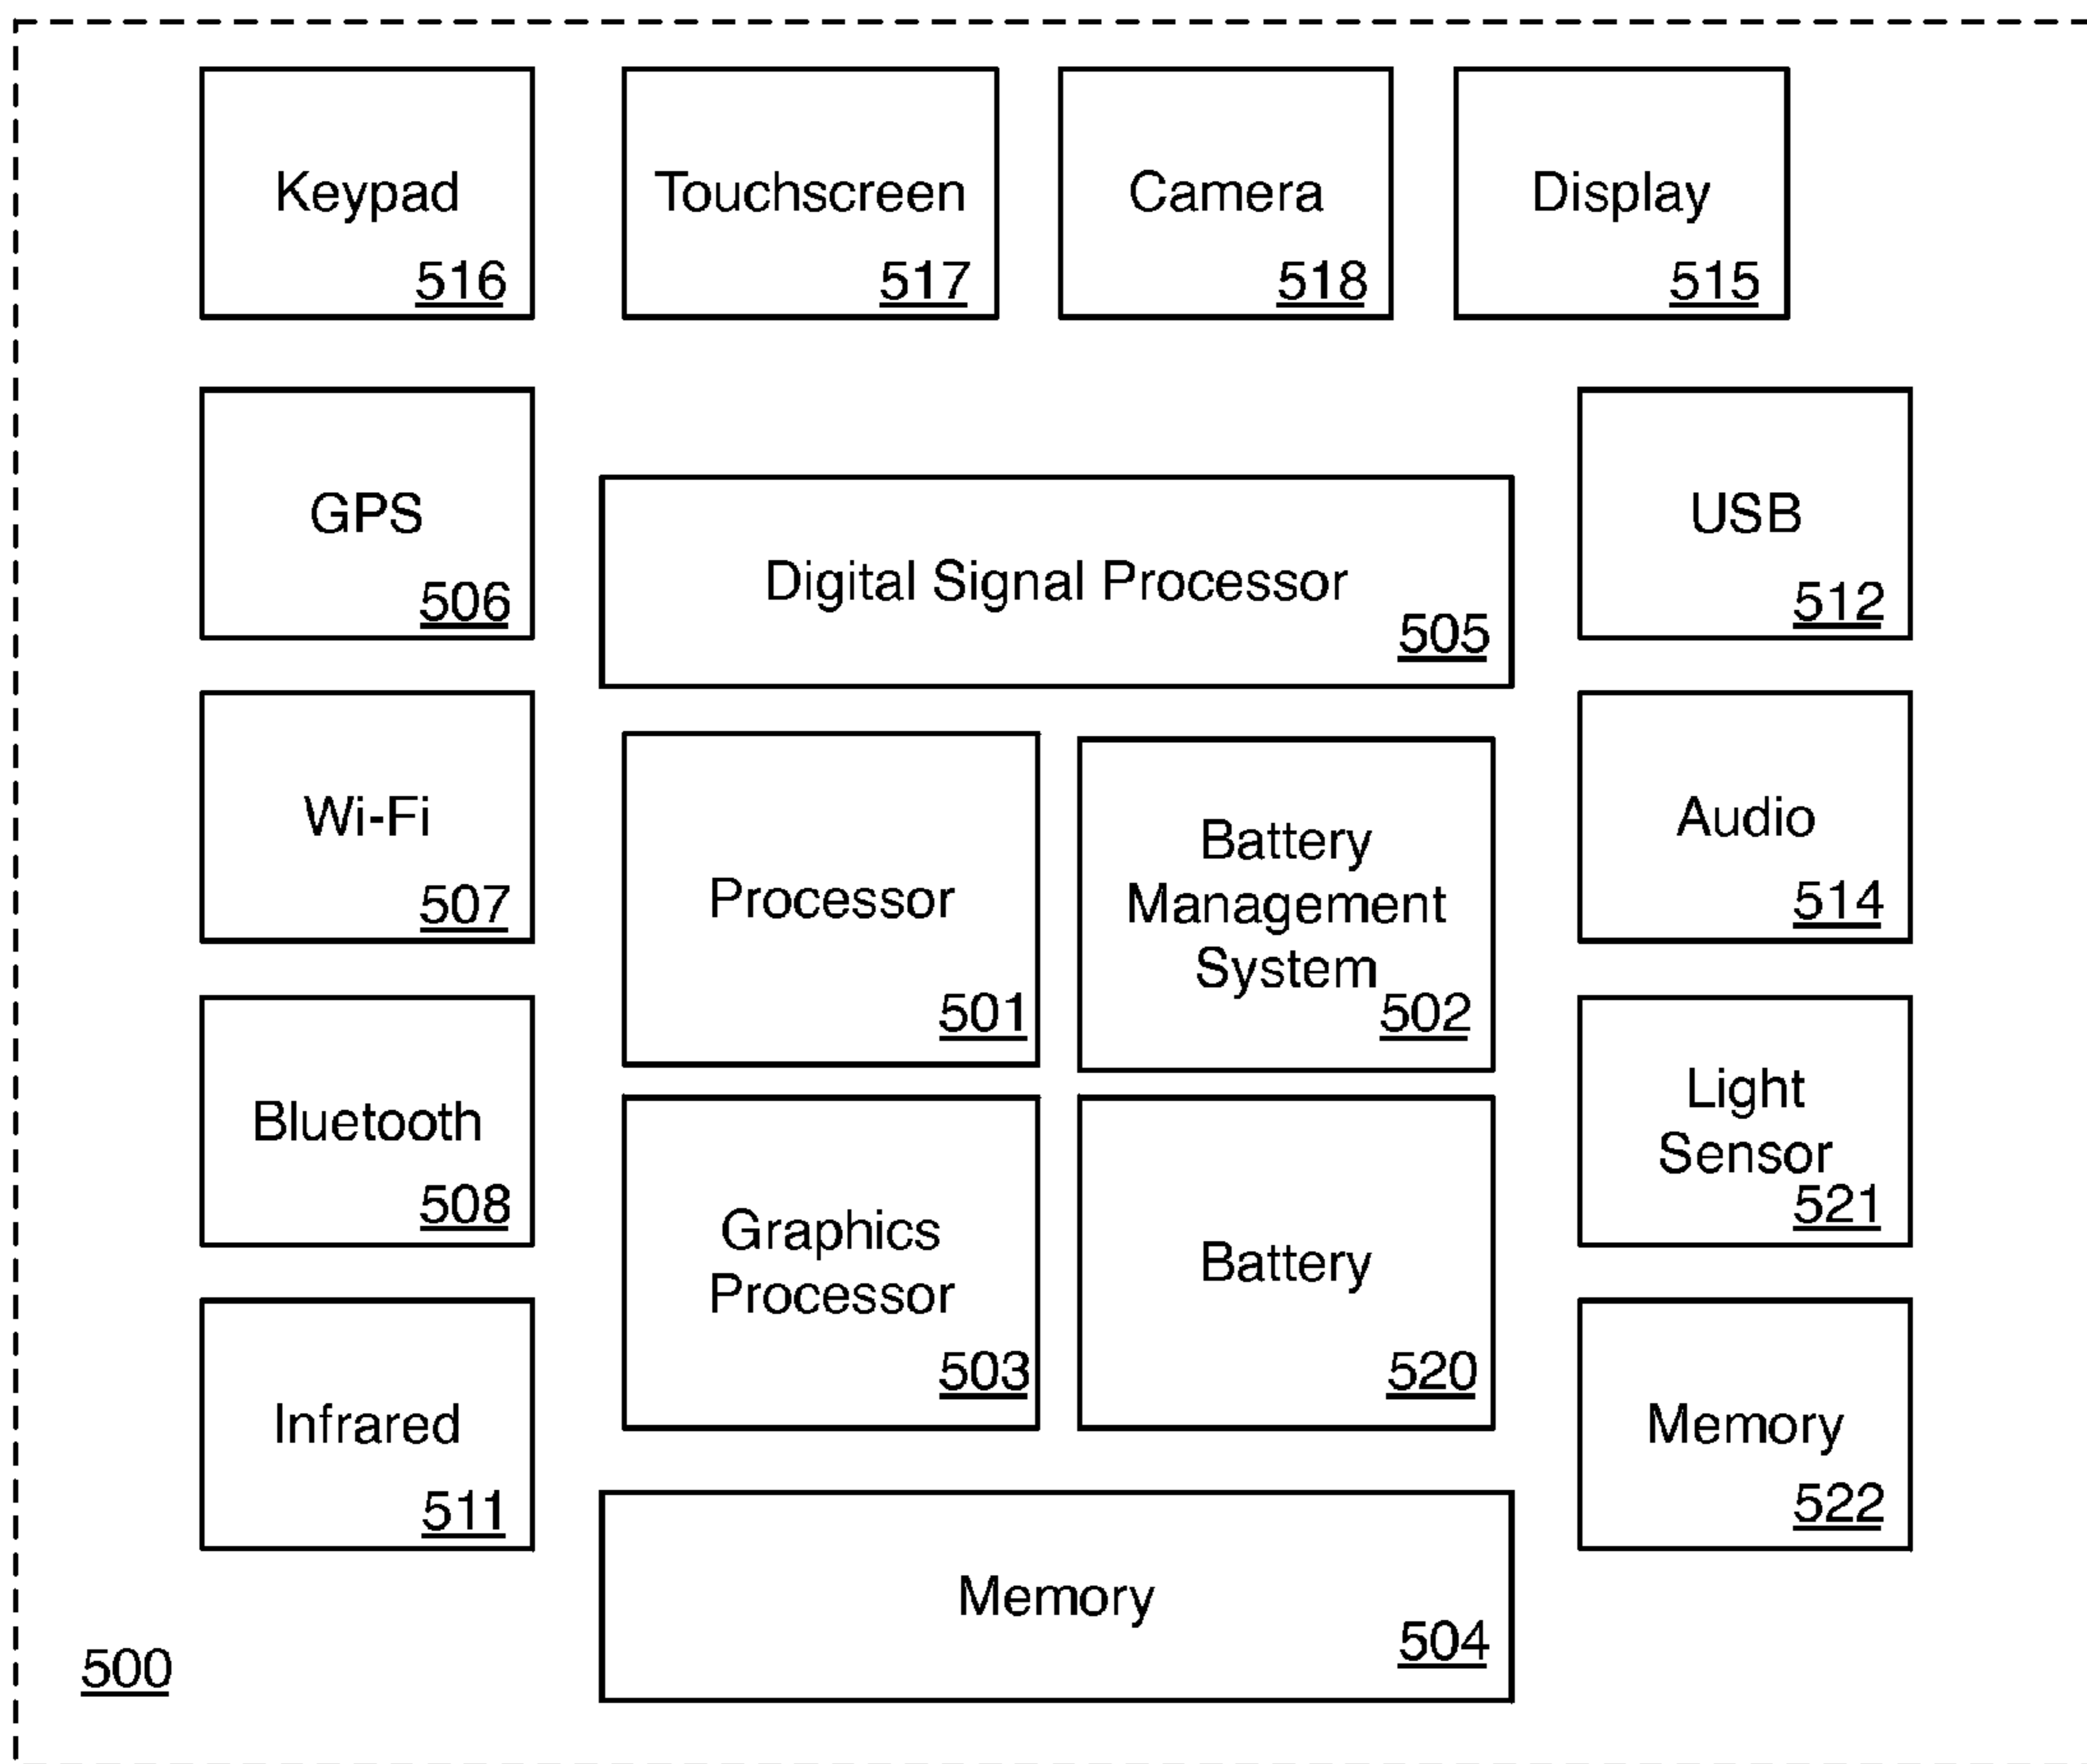 Keypad
516
Touchscreen
517
Camera
518
Display
515
GPS
506
Digital Signal Processor
505
USB
512
Wi-Fi
507
Processor
501
Battery
Management
System
502
Audio
514
Bluetooth
508
Graphics
Processor
503
Battery
520
Light
Sensor
521
Infrared
511
Memory
522
Memory
504
500